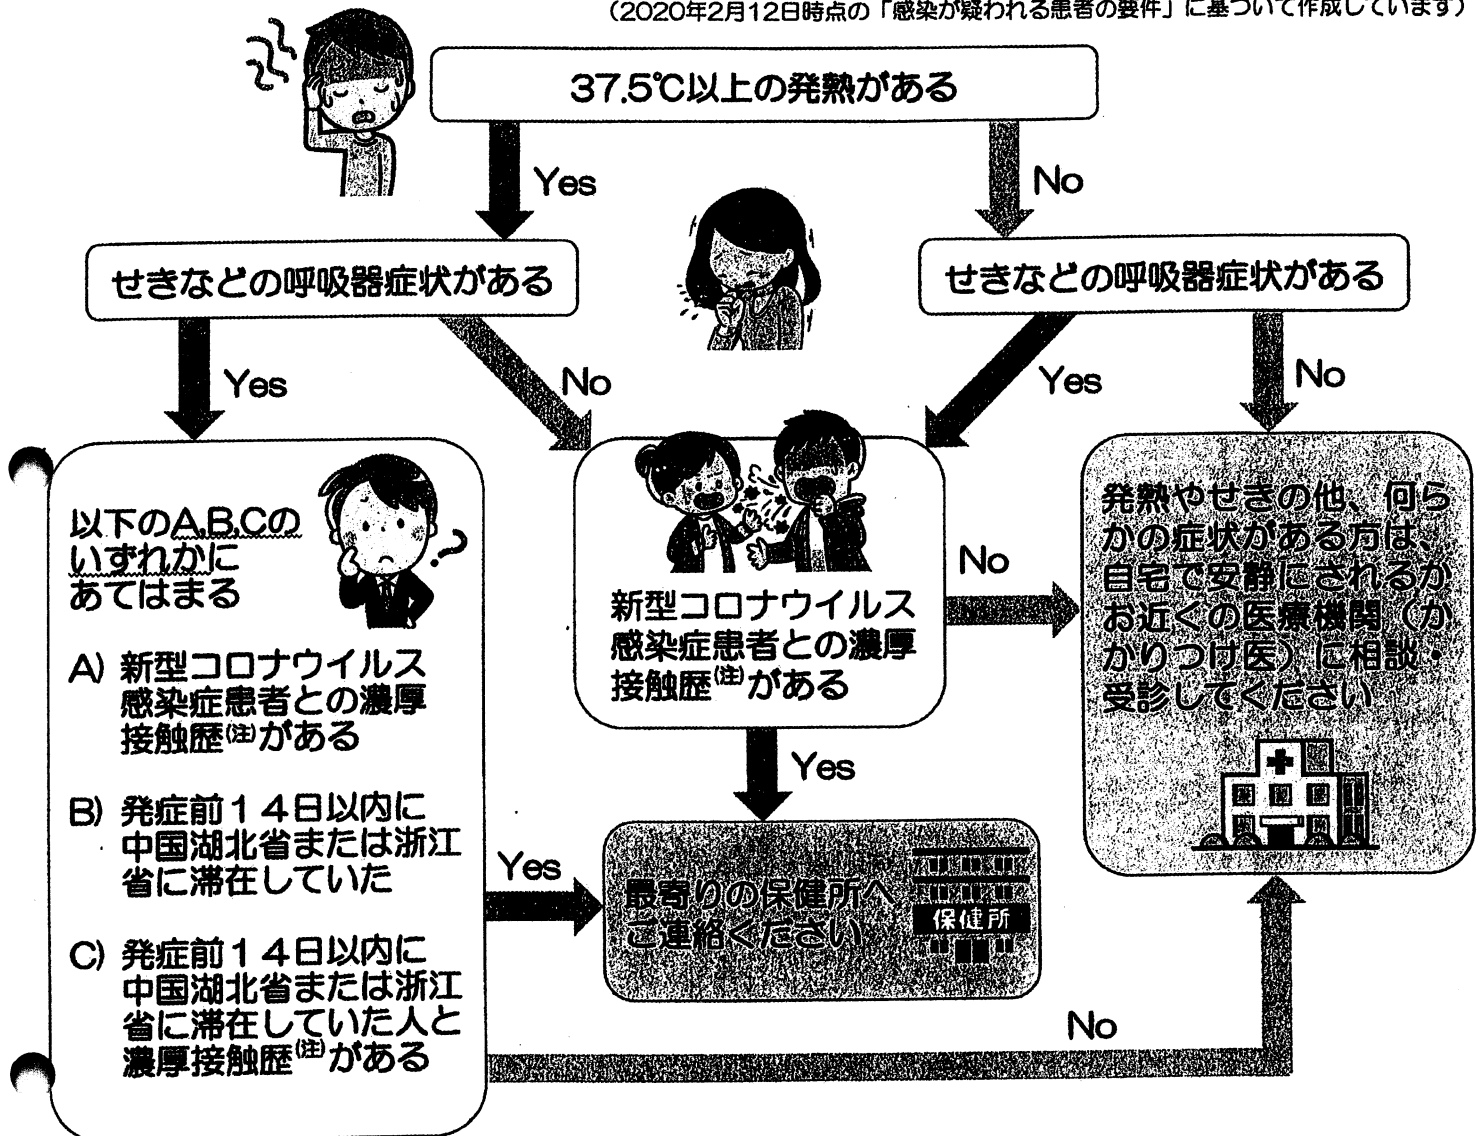 （2020年2月12日時点の「感染が疑われる患者の要件」に基づいて作成しています）
37.5℃以上の発熱がある
Yes
No
せきなどの呼吸器症状がある
せきなどの呼吸器症状がある
Yes
No
Yes
No
以下のA,B,Cの
いずれかに
あてはまる
A) 新型コロナウイルス
感染症患者との濃厚
接触歴(注)がある
B) 発症前14日以内に
中国湖北省または浙江
省に滞在していた
C) 発症前14日以内に
中国湖北省または浙江
省に滞在していた人と
濃厚接触歴(注)がある
新型コロナウイルス
感染症患者との濃厚
接触歴(注)がある
No
発熱やせきの他、何ら
かの症状がある方は、
自宅で安静にされるか
お近くの医療機関（か
かりつけ医）に相談・
受診してください
Yes
Yes
最寄りの保健所へ
ご連絡ください
保健所
No